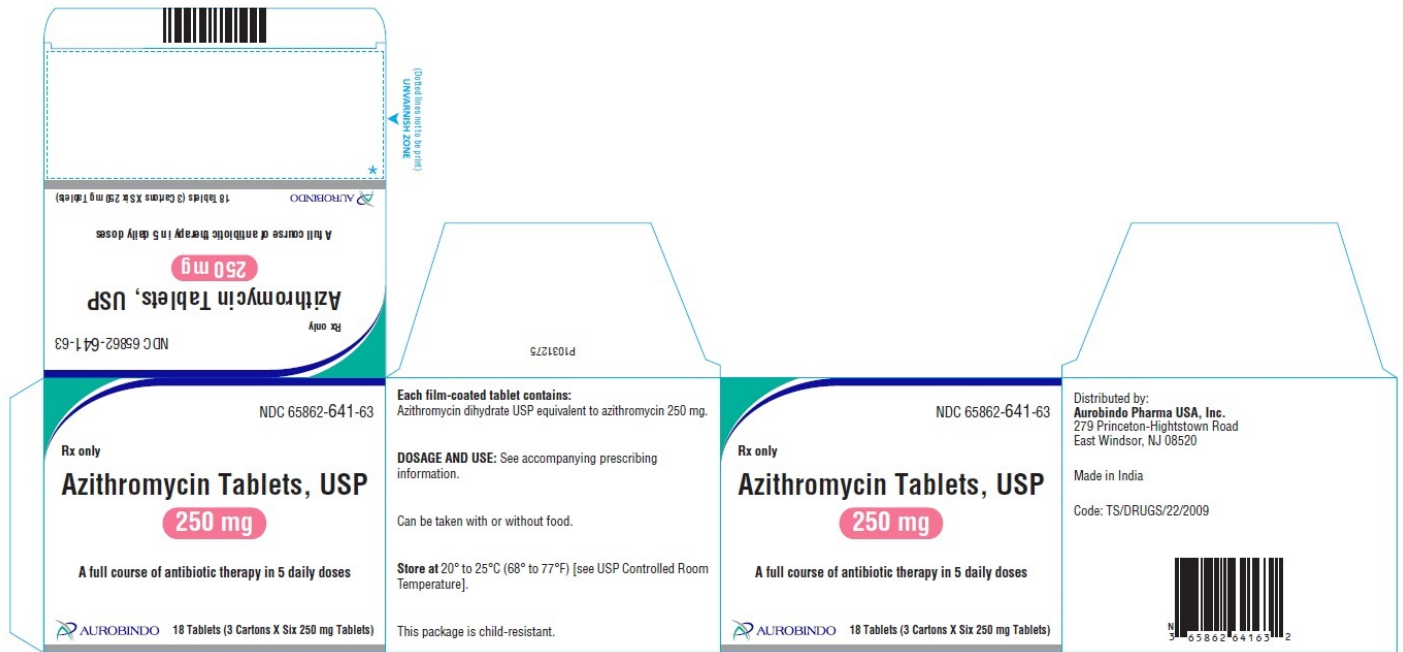 (Dotted lines not to be print)
UNVARNISH ZONE
*
18 Tablets (3 Cartons X Six 250 mg Tablets)
AUROBINDO
A full course of antibiotic therapy in 5 daily doses
250 mg
Azithromycin Tablets, USP
Rx only
NDC 65862-641-63
P1031275
NDC 65862-641-63
Rx only
Azithromycin Tablets, USP
250 mg
A full course of antibiotic therapy in 5 daily doses
AUROBINDO 18 Tablets (3 Cartons X Six 250 mg Tablets)
Each film-coated tablet contains:
Azithromycin dihydrate USP equivalent to azithromycin 250 mg.
DOSAGE AND USE: See accompanying prescribing
information.
Can be taken with or without food.
Store at 20° to 25°C (68° to 77°F) [see USP Controlled Room
Temperature].
This package is child-resistant.
NDC 65862-641-63
Rx only
Azithromycin Tablets, USP
250 mg
A full course of antibiotic therapy in 5 daily doses
AUROBINDO 18 Tablets (3 Cartons X Six 250 mg Tablets)
Distributed by:
Aurobindo Pharma USA, Inc.
279 Princeton-Hightstown Road
East Windsor, NJ 08520
Made in India
Code: TS/DRUGS/22/2009
N
3 65862 64163 2